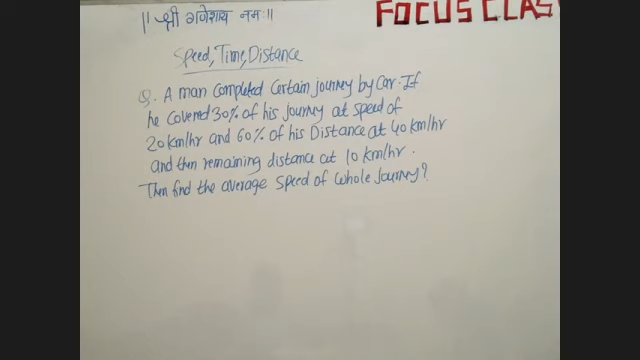 || श्री गणेशाय नमः ||
FOCUS CLAS
Speed, Time, Distance
Q. A man completed certain journey by Car. If
he covered 30% of his journey at speed of
20 km/hr and 60% of his Distance at 40 km/hr
and then remaining distance at 10 km/hr.
Then find the average speed of whole journey?